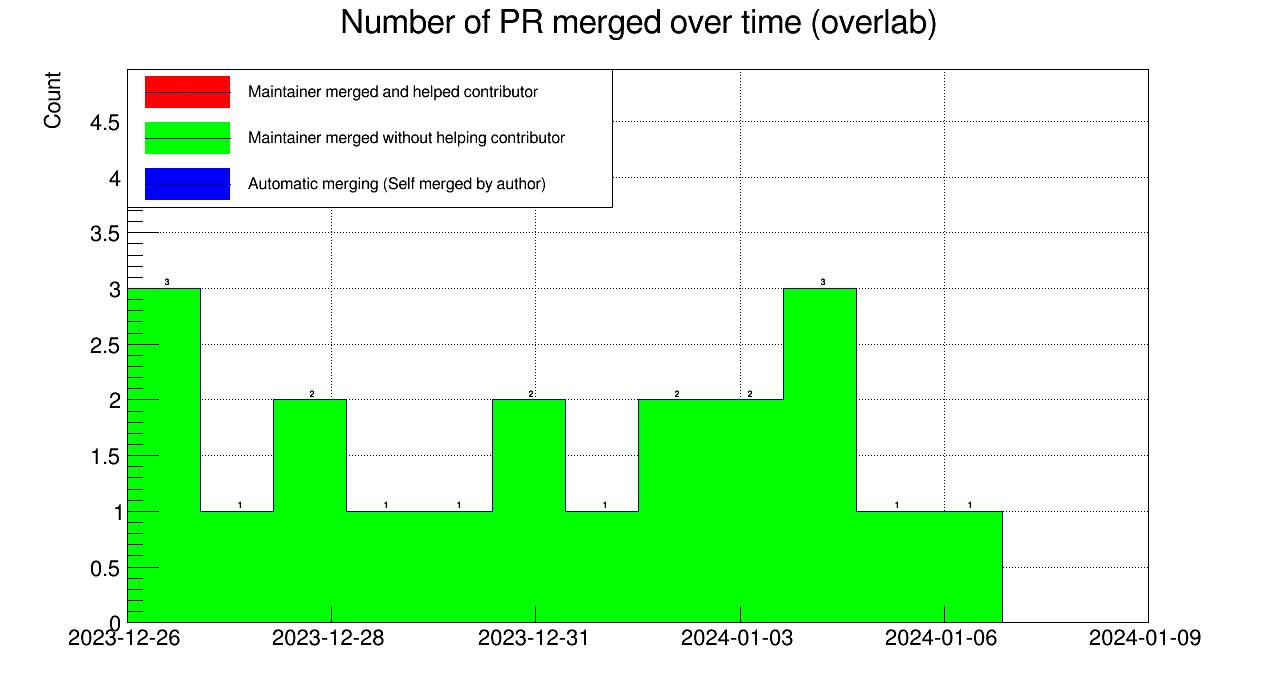 Number of PR merged over time (overlab)
Count
Maintainer merged and helped contributor
Maintainer merged without helping contributor
Automatic merging (Self merged by author)
4.5
4
3.5
3
2.5
2
1.5
1
0.5
0
3 1 2 1 1 2 1 2 2 3 1 1
2023-12-26 2023-12-28 2023-12-31 2024-01-03 2024-01-06 2024-01-09